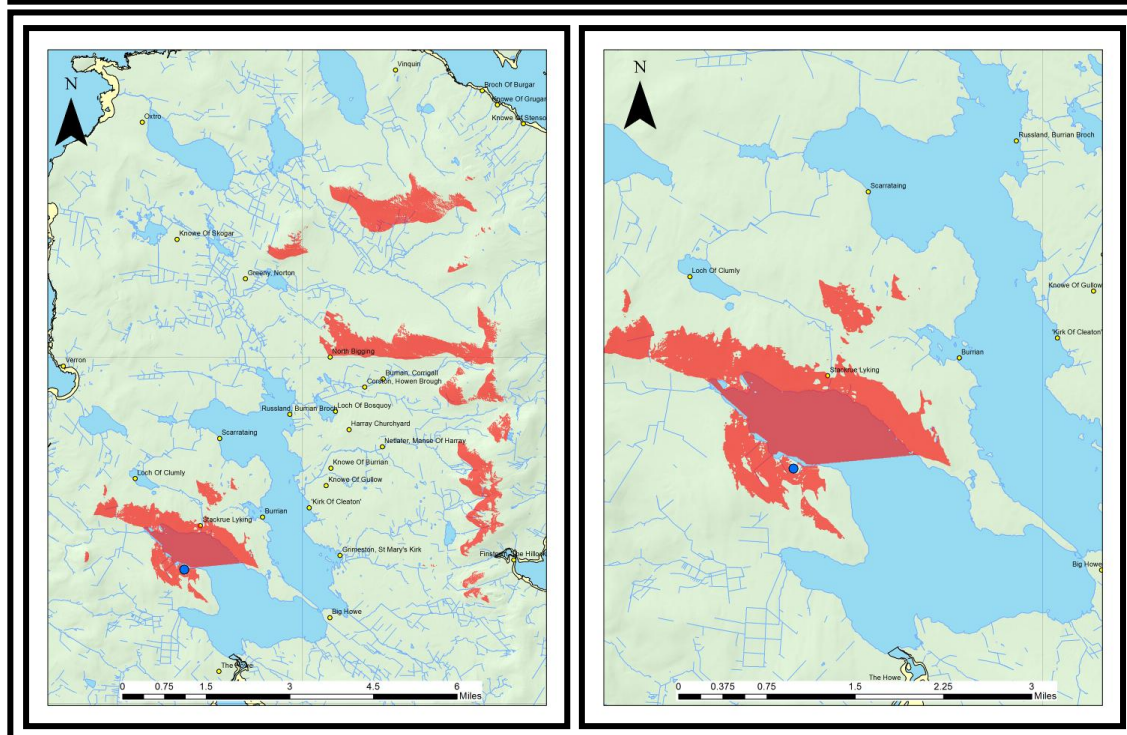 N
Vinquin
Broch Of Burgar
Knowe Of Grugar
Knowe Of Stenso
Oxtro
Knowe Of Skogar
Greeny, Norton
North Bigging
Verron
Burrian, Corrigall
Corston, Howen Brough
Russland, Burrian Broch
Loch Of Bosquoy
Harray Churchyard
Scarrataing
Netlater, Manse Of Harray
Knowe Of Burrian
Loch Of Clumly
Knowe Of Gullow
'Kirk Of Cleaton'
Burrian
Stackrue Lyking
Grimeston, St Mary's Kirk
Big Howe
0 0.75 1.5 3 4.5 6
Miles
N
Russland, Burrian Broch
Scarrataing
Loch Of Clumly
Knowe Of Gullow
'Kirk Of Cleaton'
Burrian
Stackrue Lyking
Big Howe
The Howe
0 0.375 0.75 1.5 2.25 3
Miles